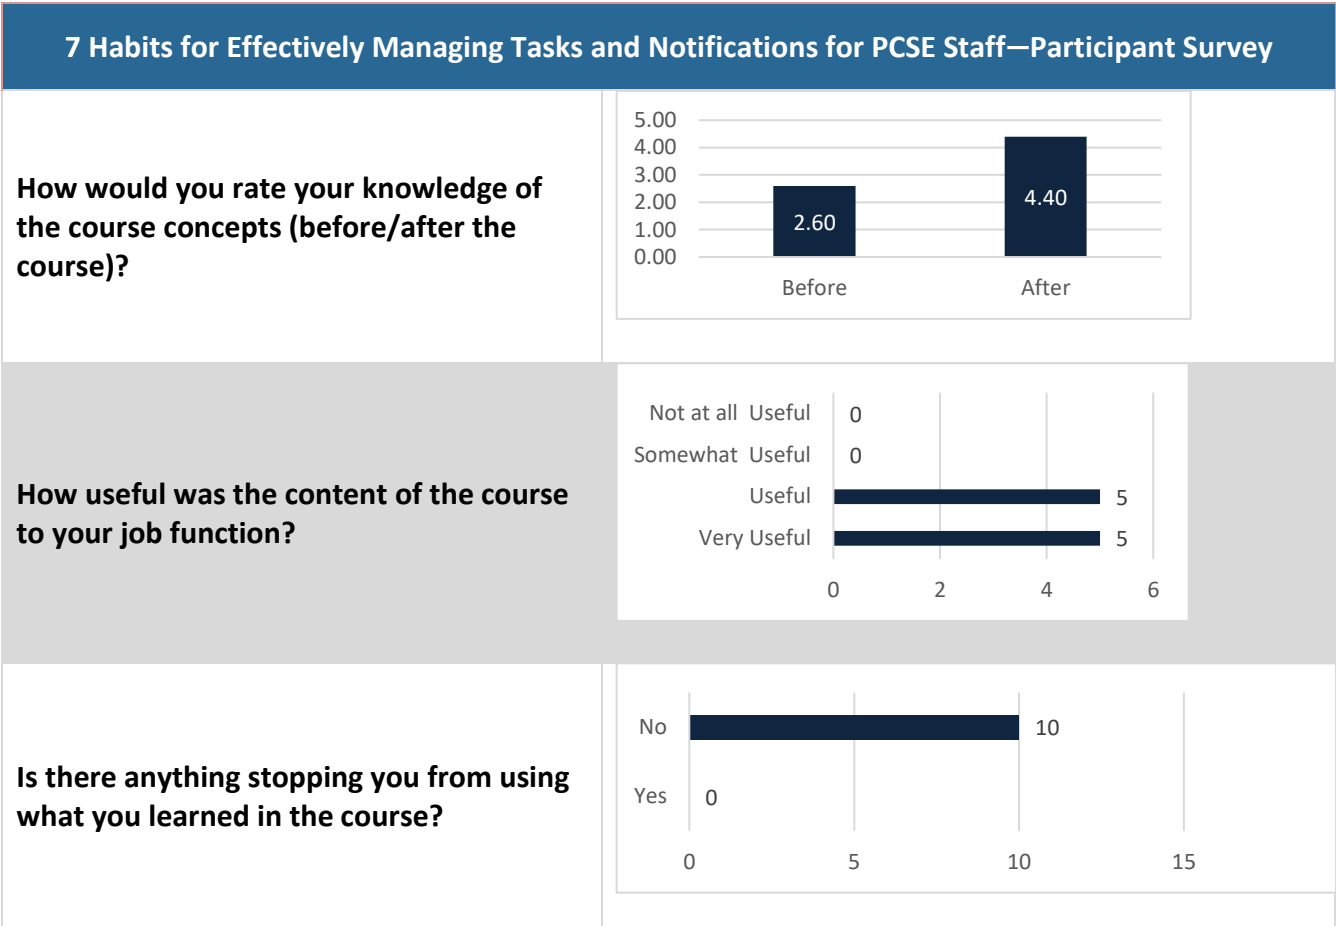 7 Habits for Effectively Managing Tasks and Notifications for PCSE Staff—Participant Survey
How would you rate your knowledge of
the course concepts (before/after the
course)?
5.00
4.00
3.00
2.00
1.00
0.00
2.60
4.40
Before
After
How useful was the content of the course
to your job function?
Not at all Useful 0
Somewhat Useful 0
Useful 5
Very Useful 5
0 2 4 6
Is there anything stopping you from using
what you learned in the course?
No 10
Yes 0
0 5 10 15